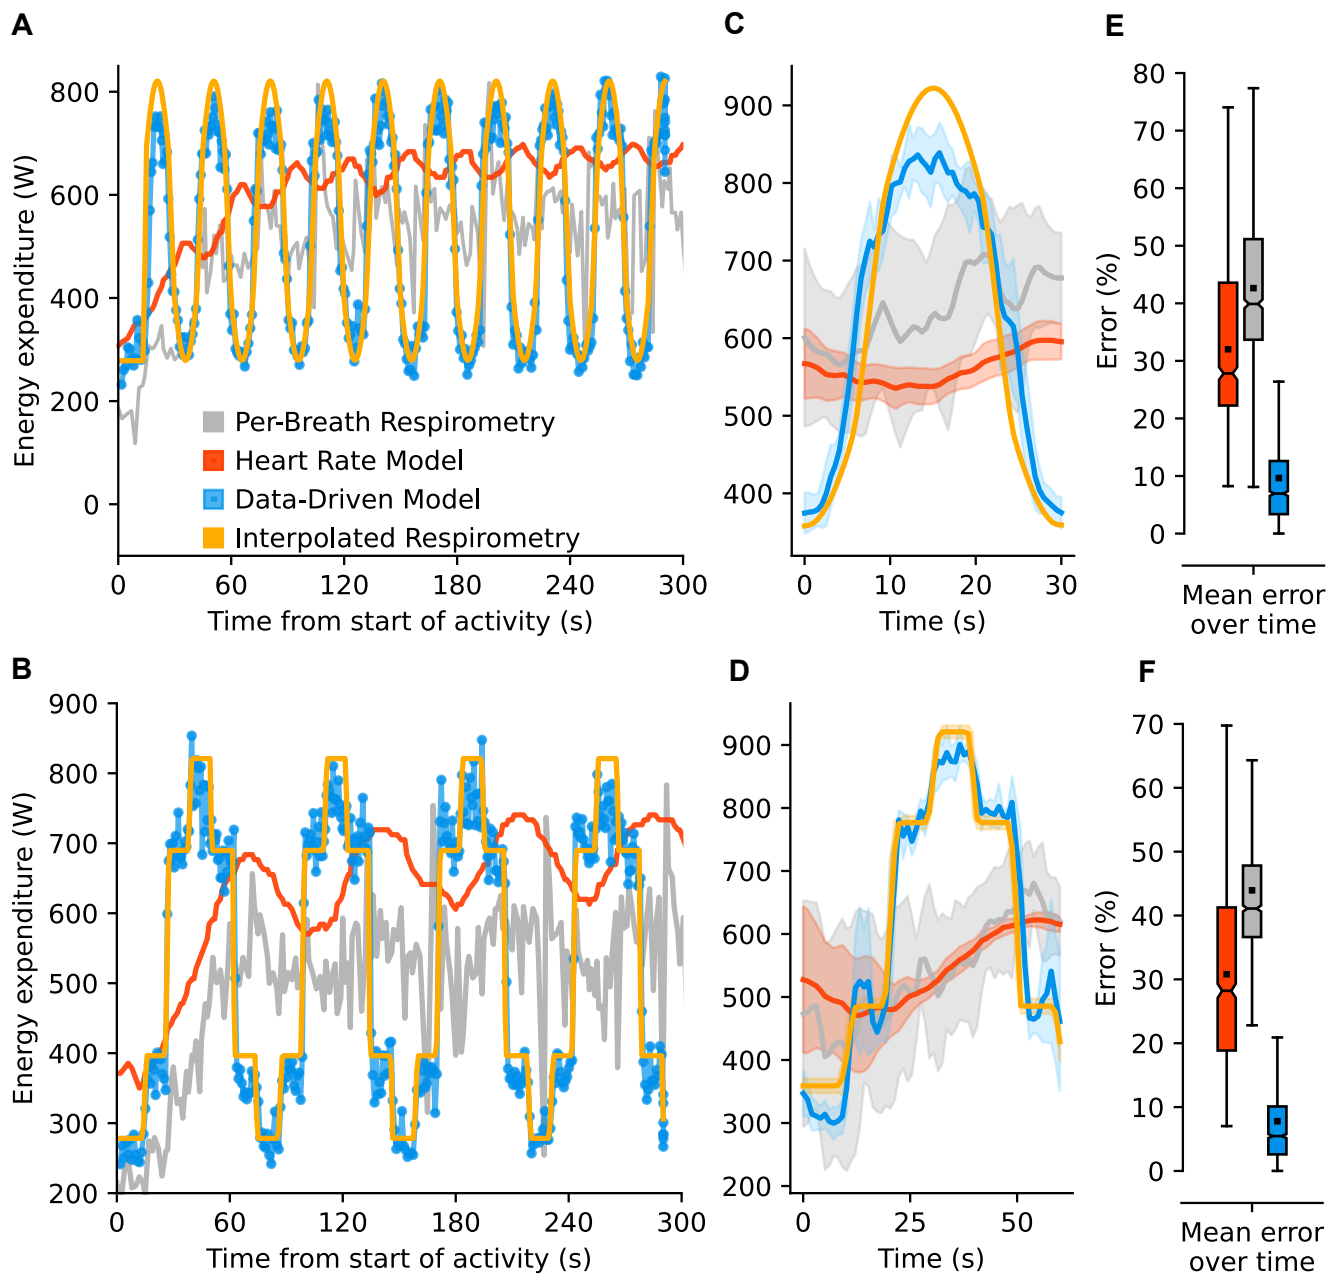 A
Energy expenditure (W)
800
600
400
200
0
Per-Breath Respirometry
Heart Rate Model
Data-Driven Model
Interpolated Respirometry
0 60 120 180 240 300
Time from start of activity (s)
C
900
800
700
600
500
400
0 10 20 30
Time (s)
E
Error (%)
80
70
60
50
40
30
20
10
0
Mean error
over time
B
Energy expenditure (W)
900
800
700
600
500
400
300
200
0 60 120 180 240 300
Time from start of activity (s)
D
900
800
700
600
500
400
300
200
0 25 50
Time (s)
F
Error (%)
70
60
50
40
30
20
10
0
Mean error
over time